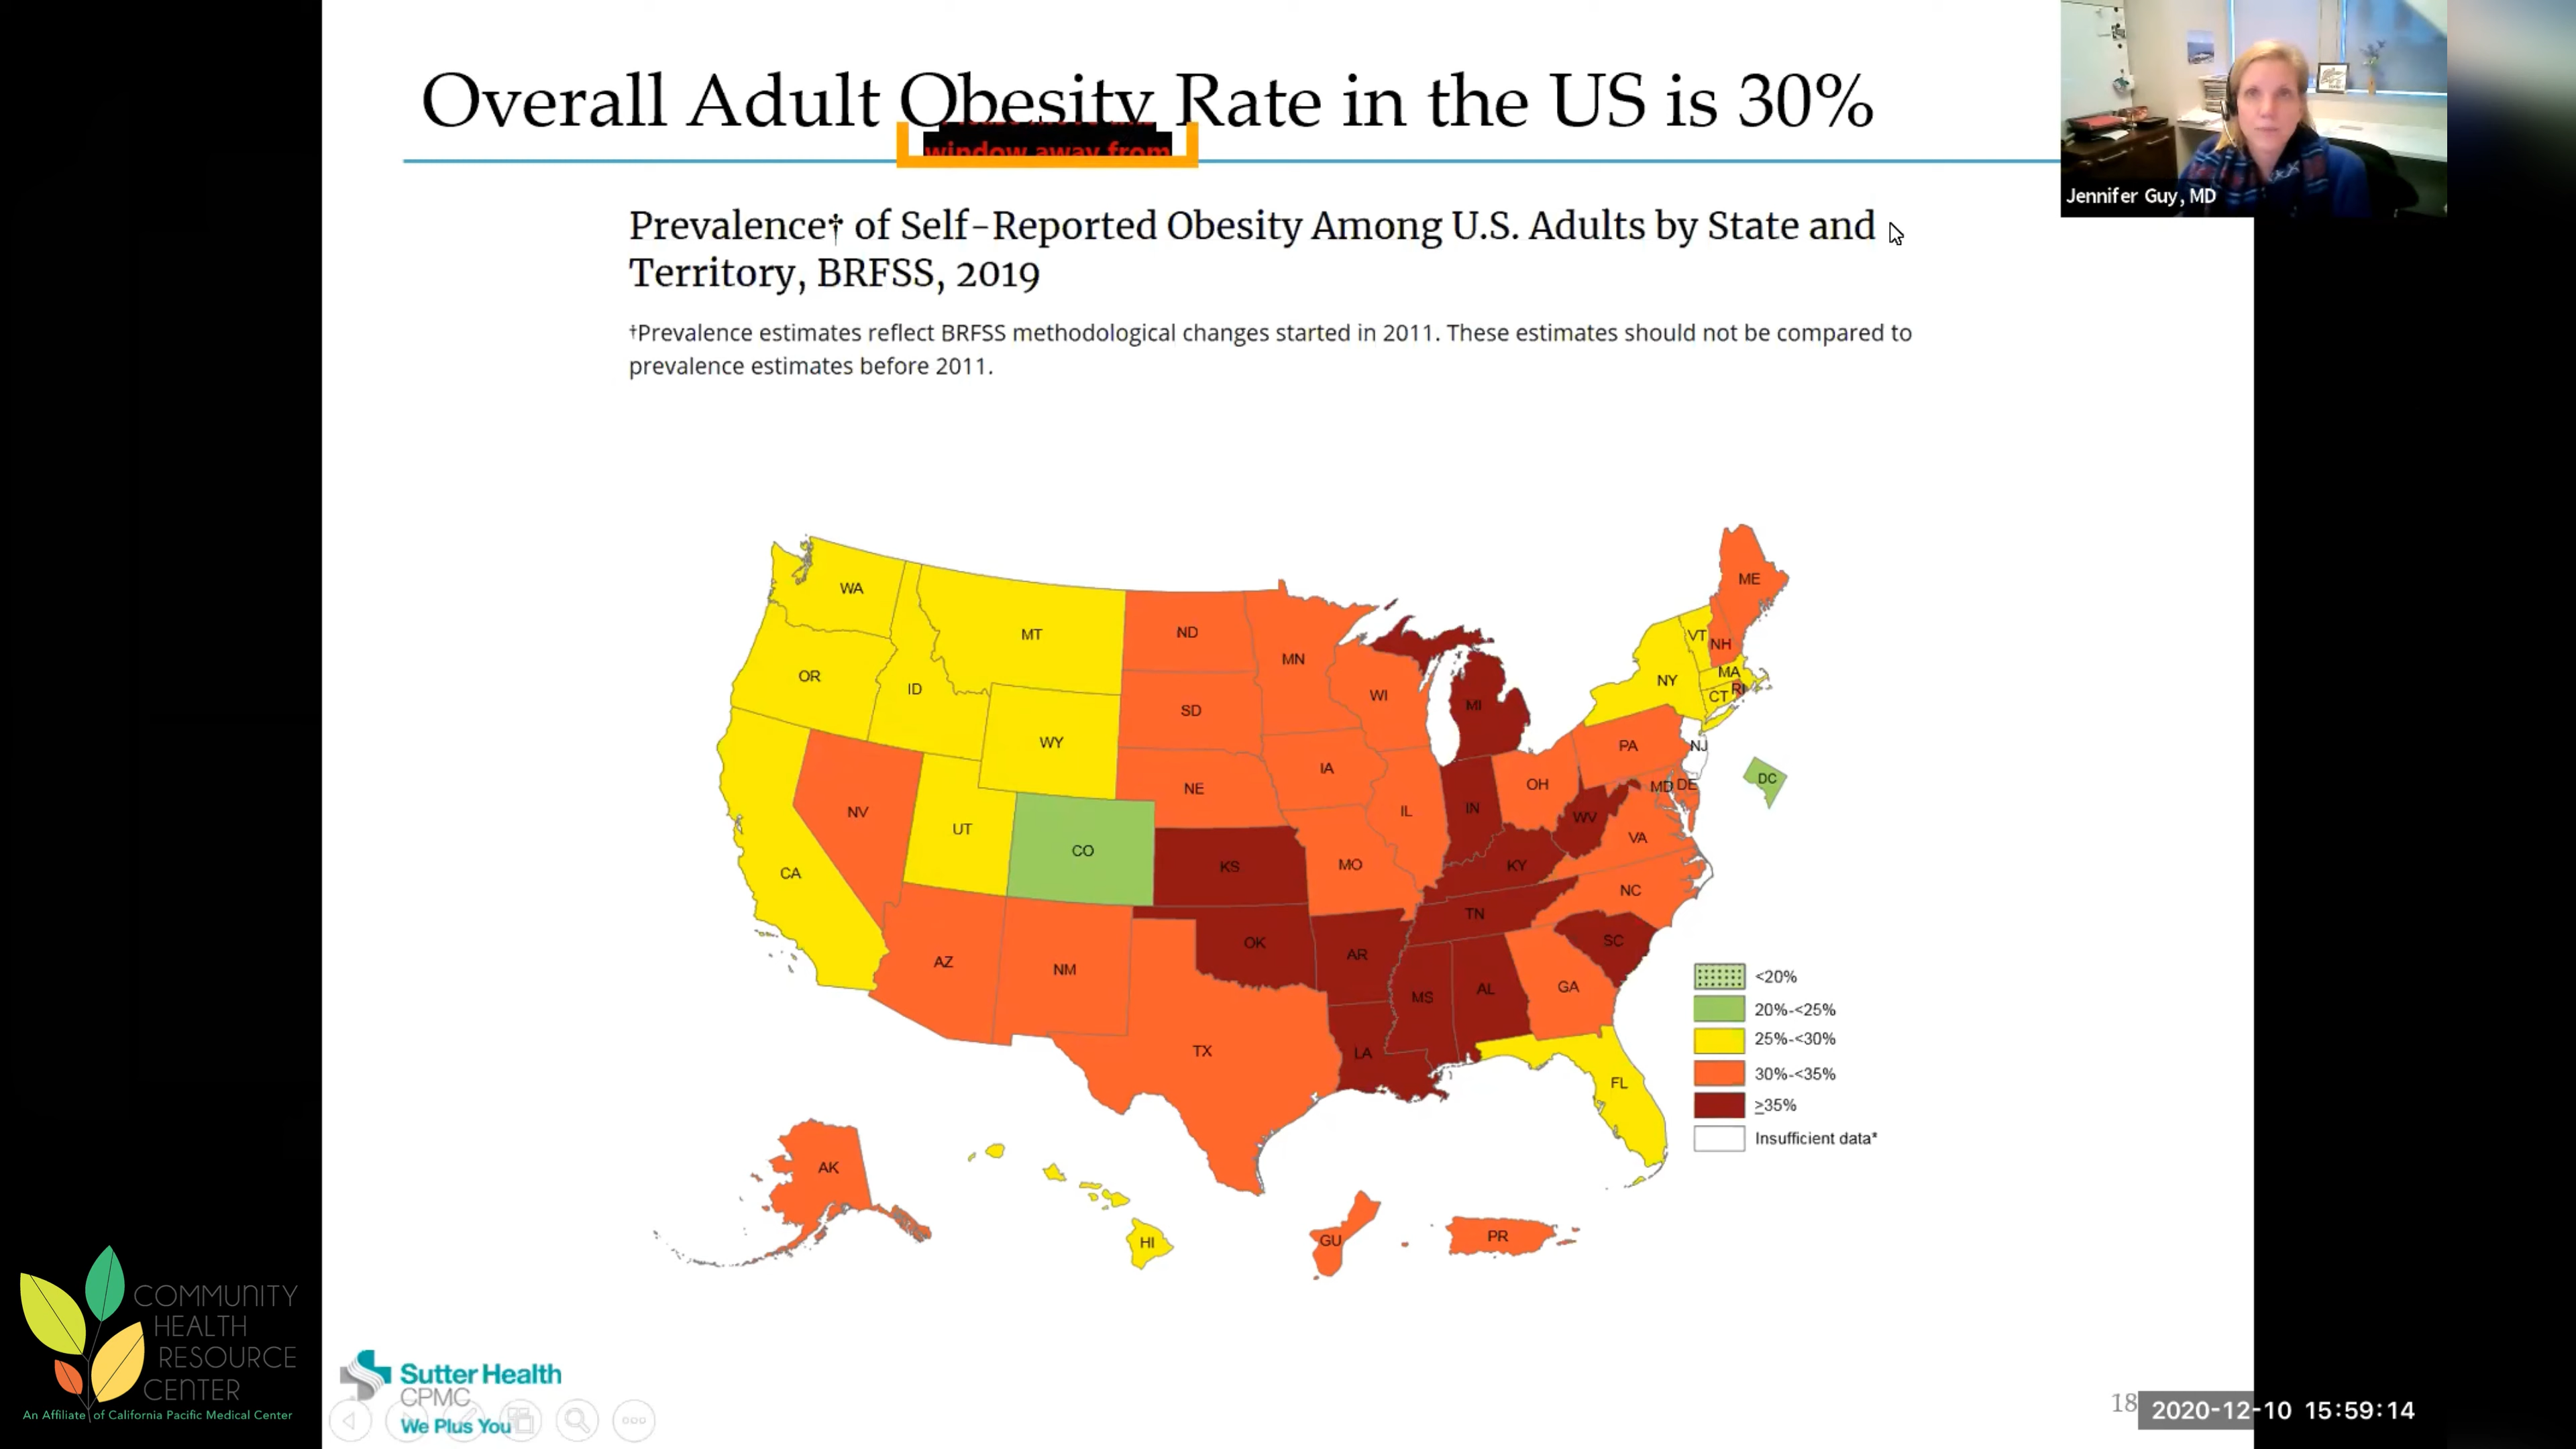 Overall Adult Obesity Rate in the US is 30%
window away from
Jennifer Guy, MD
Prevalence† of Self-Reported Obesity Among U.S. Adults by State and
Territory, BRFSS, 2019
†Prevalence estimates reflect BRFSS methodological changes started in 2011. These estimates should not be compared to
prevalence estimates before 2011.
WA
MT
ND
MN
ME
VT
NH
OR
ID
SD
WI
MI
NY
MA
CT
RI
WY
NE
IA
PA
NJ
DC
NV
UT
CO
IL
IN
OH
MD
DE
WV
VA
CA
KS
MO
KY
NC
AZ
NM
OK
AR
TN
SC
MS
AL
GA
TX
LA
FL
AK
HI
GU
PR
<20%
20%-<25%
25%-<30%
30%-<35%
≥35%
Insufficient data*
COMMUNITY
HEALTH
RESOURCE
CENTER
An Affiliate of California Pacific Medical Center
Sutter Health
CPMC
We Plus You
18
2020-12-10 15:59:14